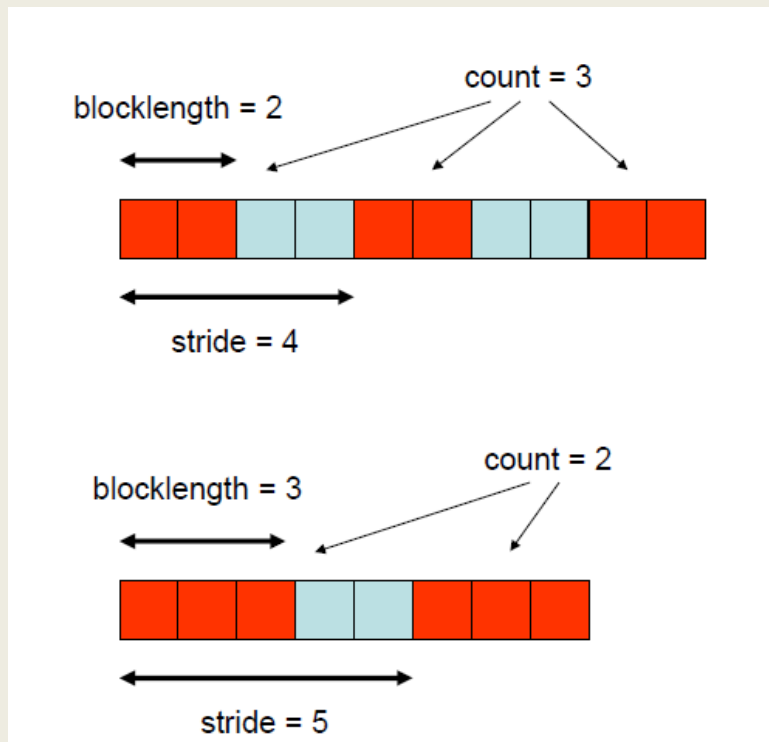 count = 3
blocklength = 2
stride = 4
count = 2
blocklength = 3
stride = 5